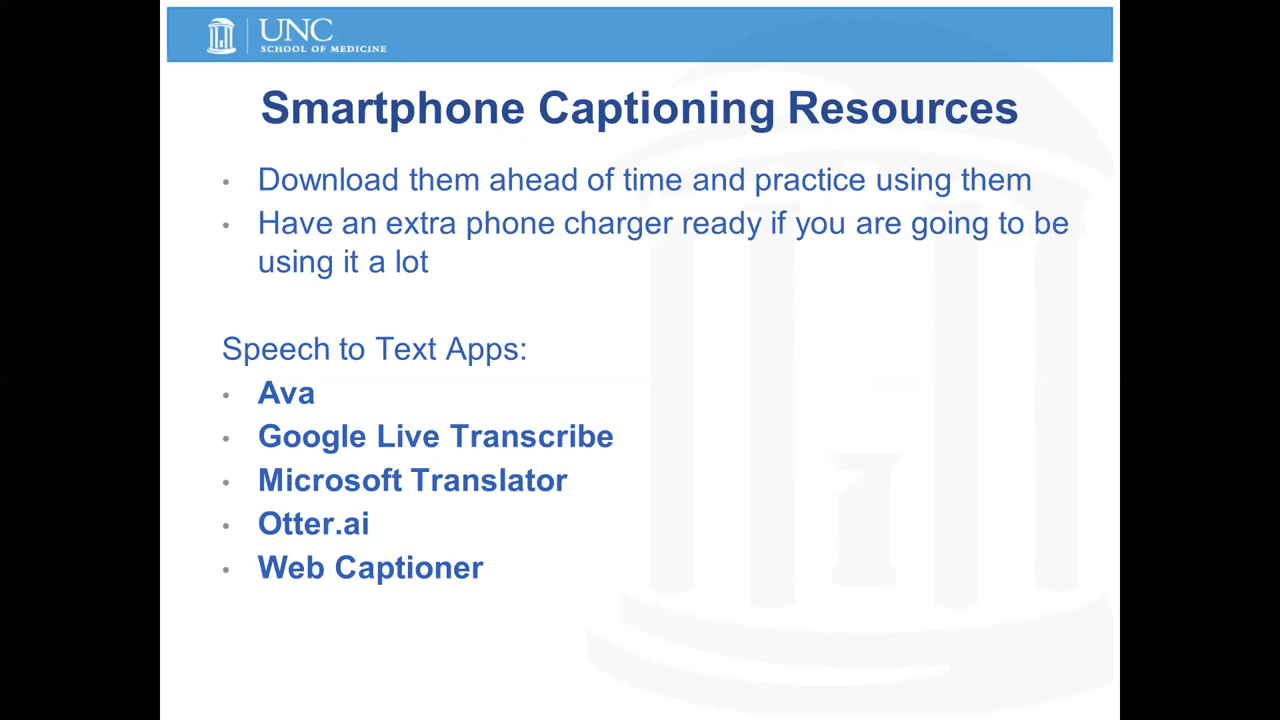 UNC
SCHOOL OF MEDICINE
Smartphone Captioning Resources
• Download them ahead of time and practice using them
• Have an extra phone charger ready if you are going to be
using it a lot
Speech to Text Apps:
• Ava
• Google Live Transcribe
• Microsoft Translator
• Otter.ai
• Web Captioner